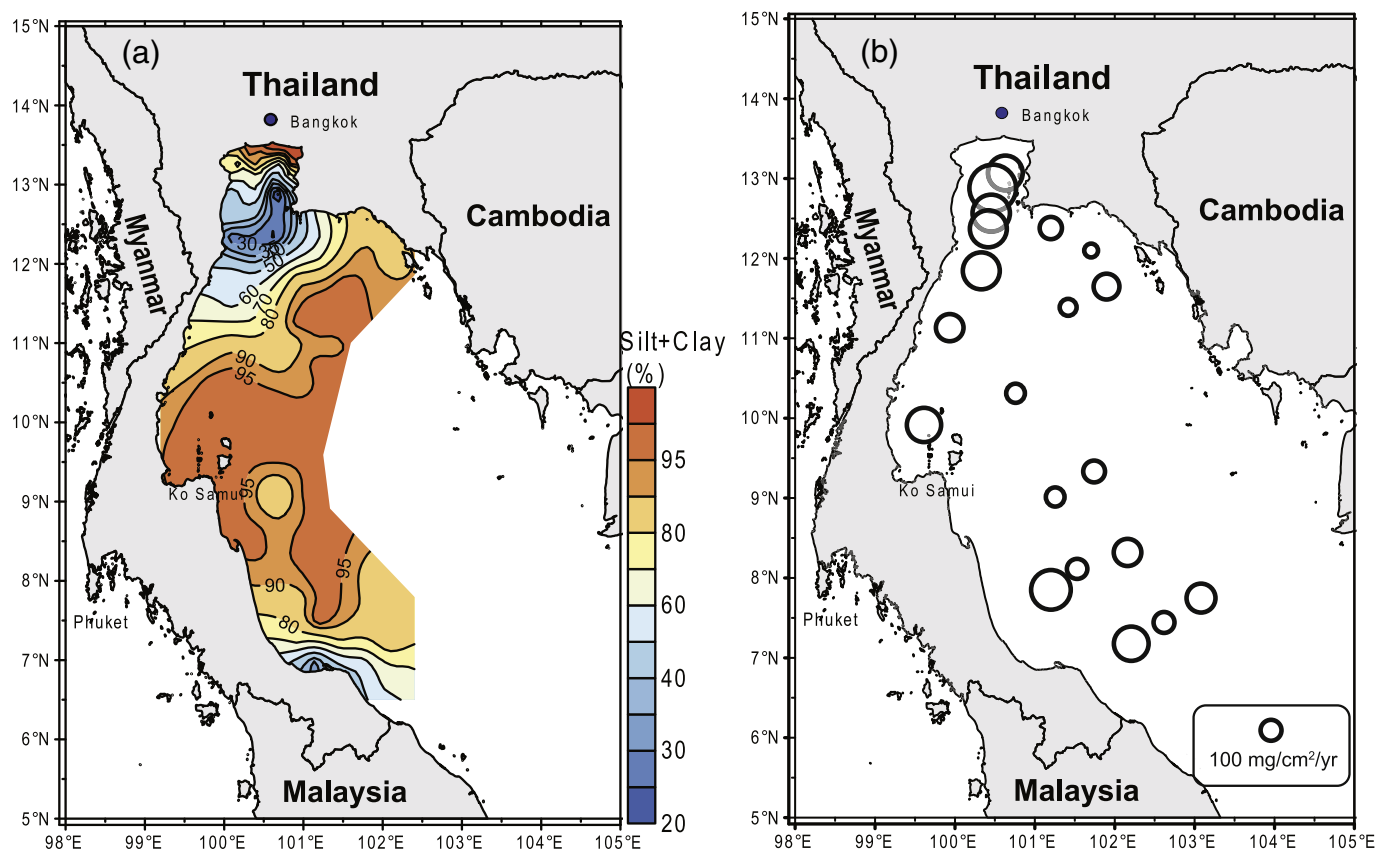 (a)
15°N
14°N
13°N
12°N
11°N
10°N
9°N
8°N
7°N
6°N
5°N
98°E
99°E
100°E
101°E
102°E
103°E
104°E
105°E
Thailand
Bangkok
Myanmar
Cambodia
Ko Samui
Phuket
Malaysia
30
50
60
70
80
90
95
95
95
90
80
Silt+Clay
(%)
95
80
60
40
30
20
(b)
15°N
14°N
13°N
12°N
11°N
10°N
9°N
8°N
7°N
6°N
5°N
98°E
99°E
100°E
101°E
102°E
103°E
104°E
105°E
Thailand
Bangkok
Myanmar
Cambodia
Ko Samui
Phuket
Malaysia
100 mg/cm²/yr